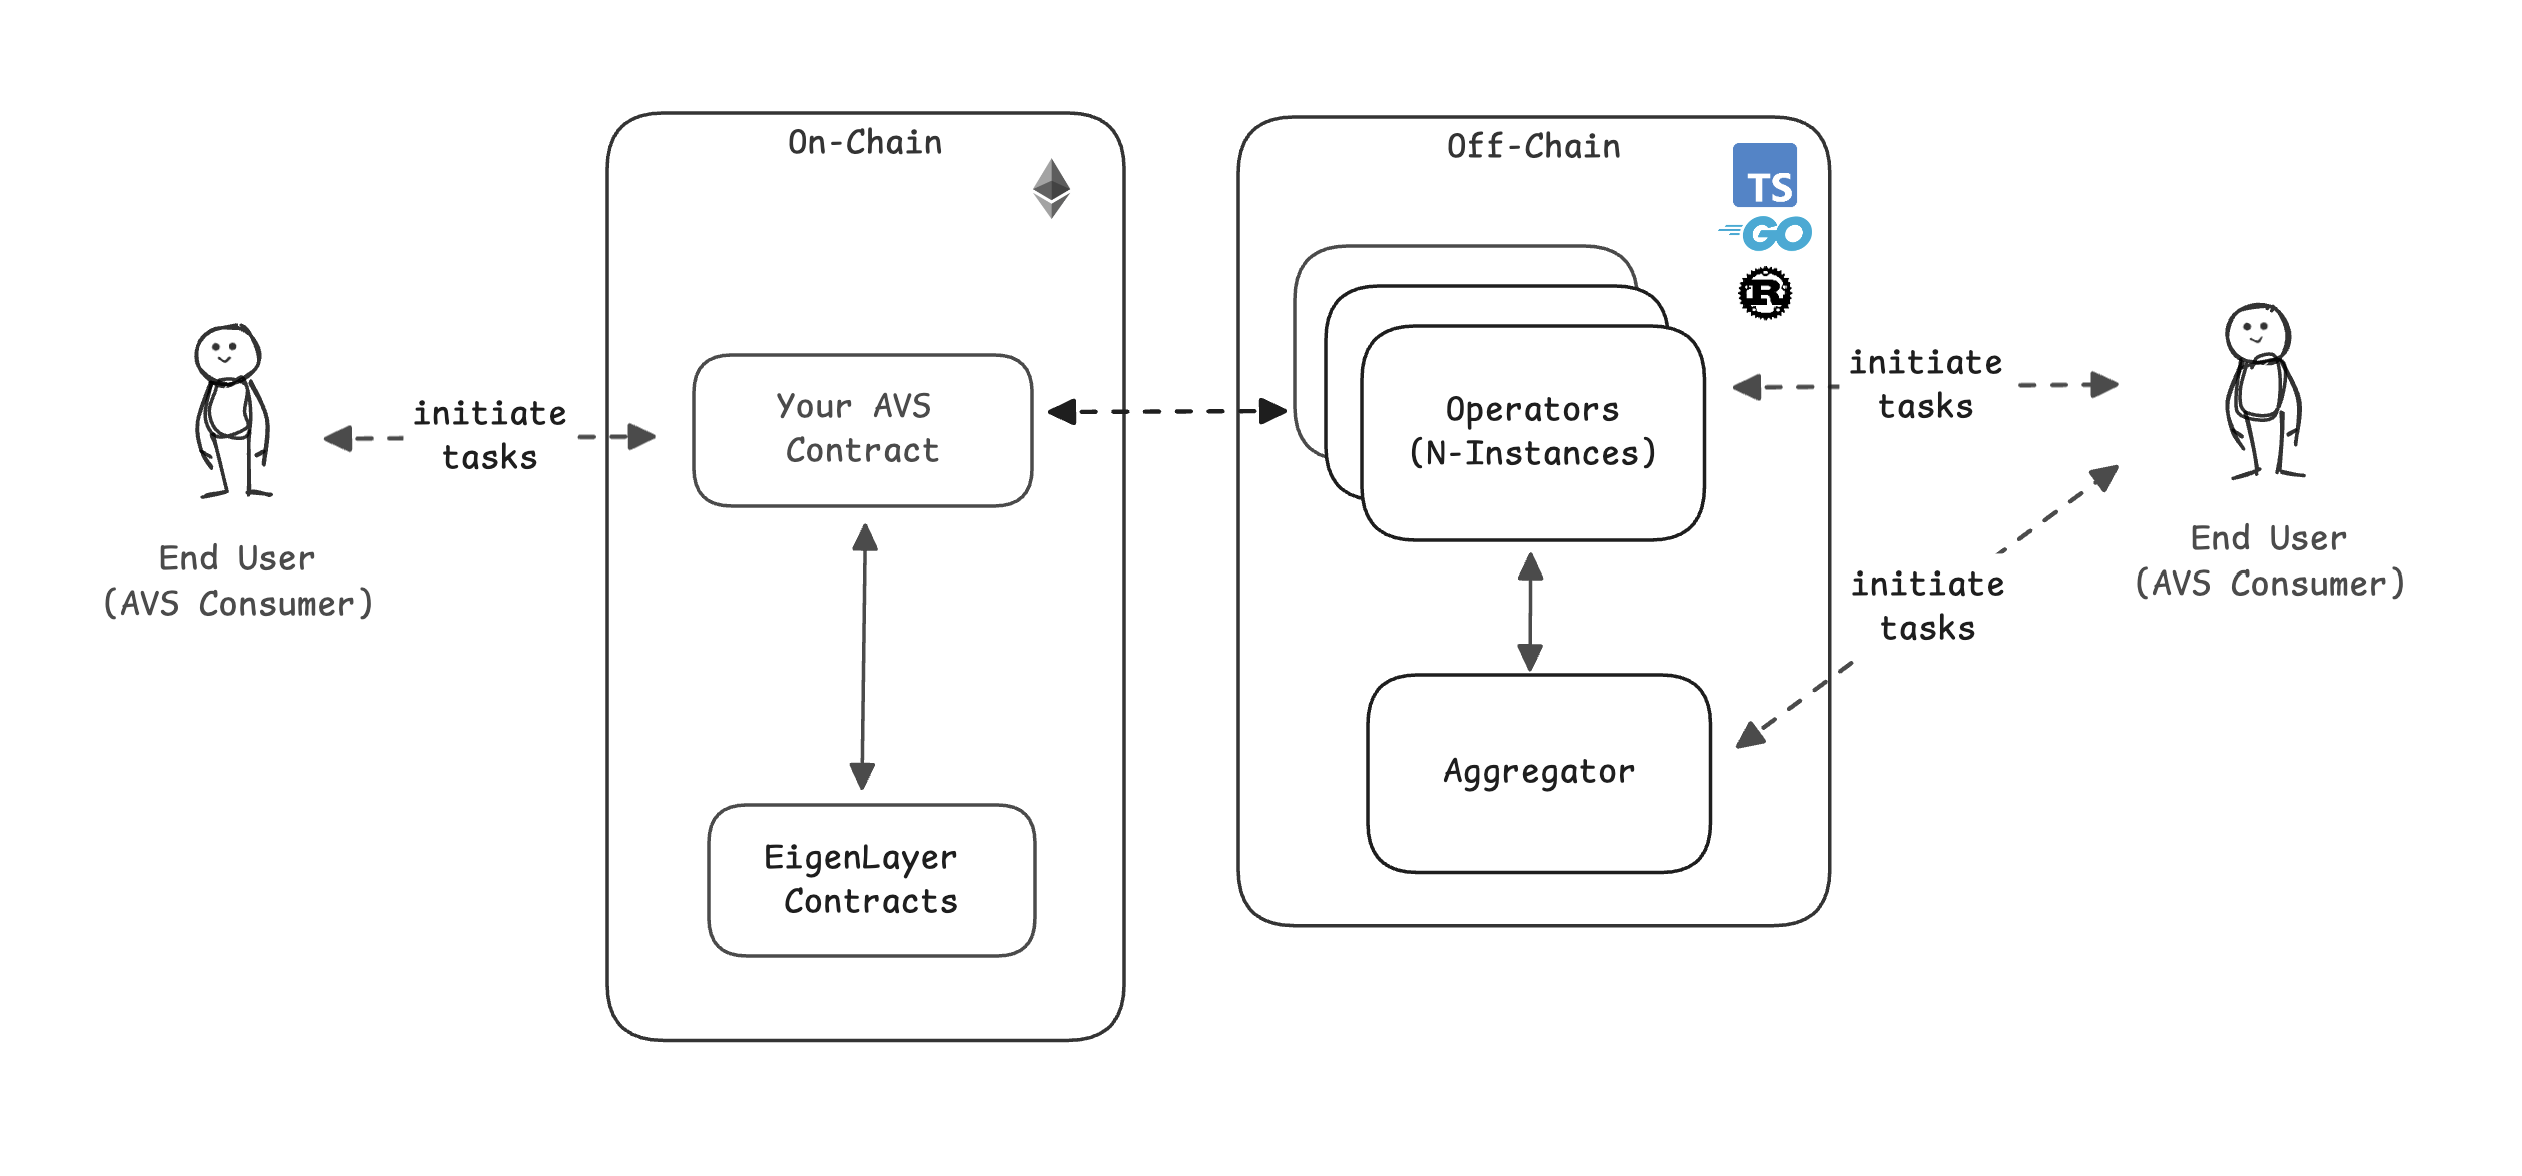 On-Chain
Off-Chain
TS
GO
R
initiate
tasks
Your AVS
Contract
Operators
(N-Instances)
initiate
tasks
End User
(AVS Consumer)
End User
(AVS Consumer)
initiate
tasks
Aggregator
EigenLayer
Contracts